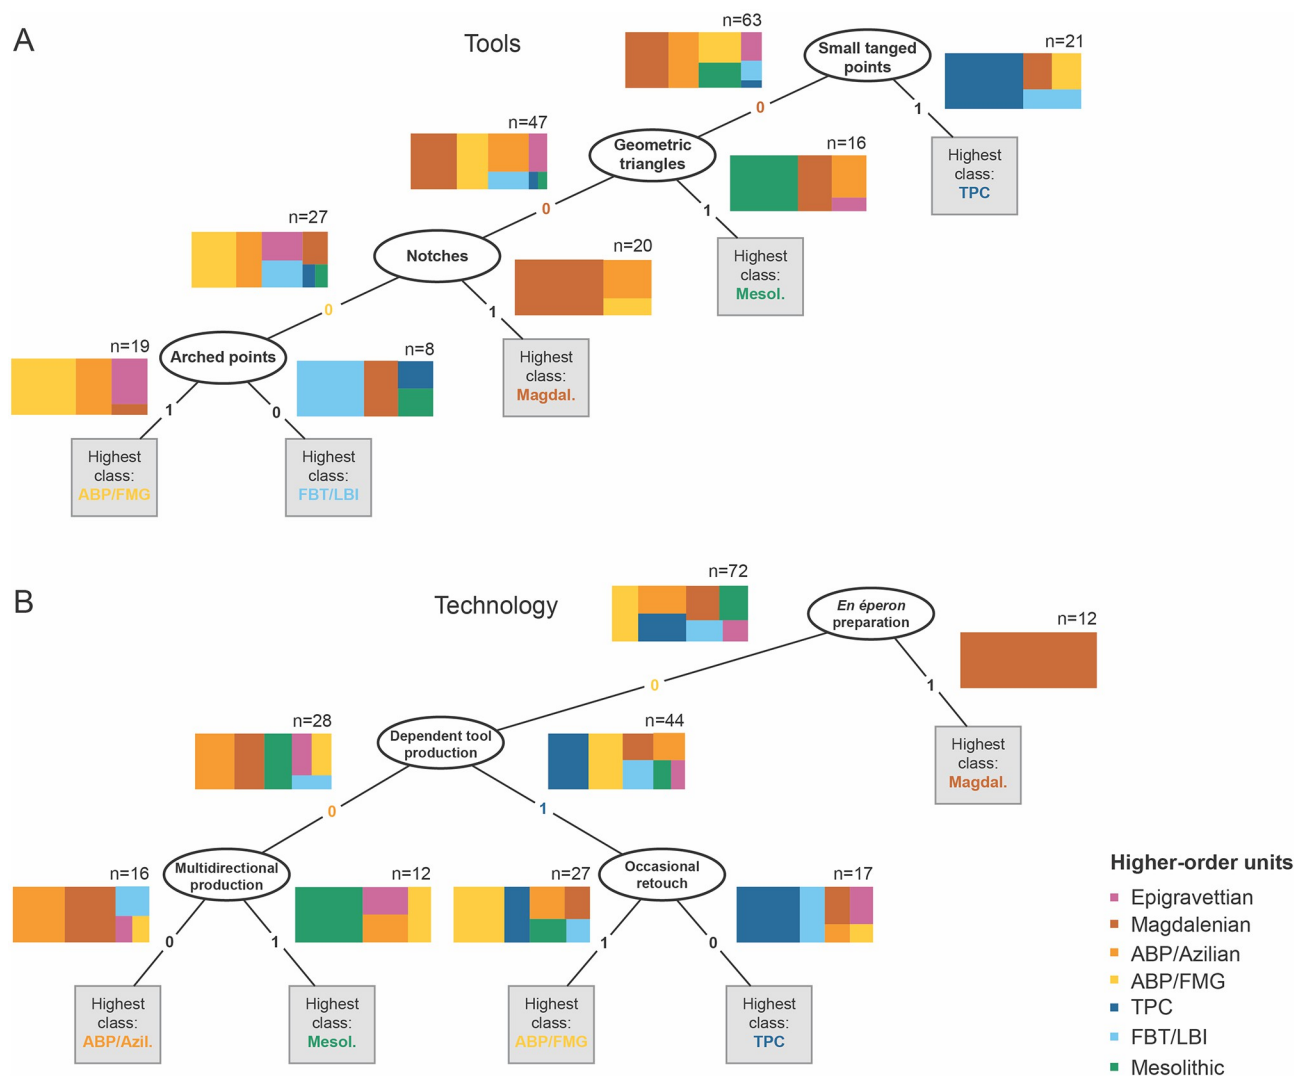 A
Tools
n=63
Small tanged
points
n=21
0
1
n=47
Geometric
triangles
n=16
Highest
class:
TPC
0
1
n=27
Notches
n=20
Highest
class:
Mesol.
0
1
n=19
Arched points
n=8
Highest
class:
Magdal.
1
0
Highest
class:
ABP/FMG
Highest
class:
FBT/LBI
B
Technology
n=72
En éperon
preparation
n=12
0
1
n=28
Dependent tool
production
n=44
Highest
class:
Magdal.
0
1
n=16
Multidirectional
production
n=12
n=27
Occasional
retouch
n=17
0
1
1
0
Highest
class:
ABP/Azil.
Highest
class:
Mesol.
Highest
class:
ABP/FMG
Highest
class:
TPC
Higher-order units
Epigravettian
Magdalenian
ABP/Azilian
ABP/FMG
TPC
FBT/LBI
Mesolithic